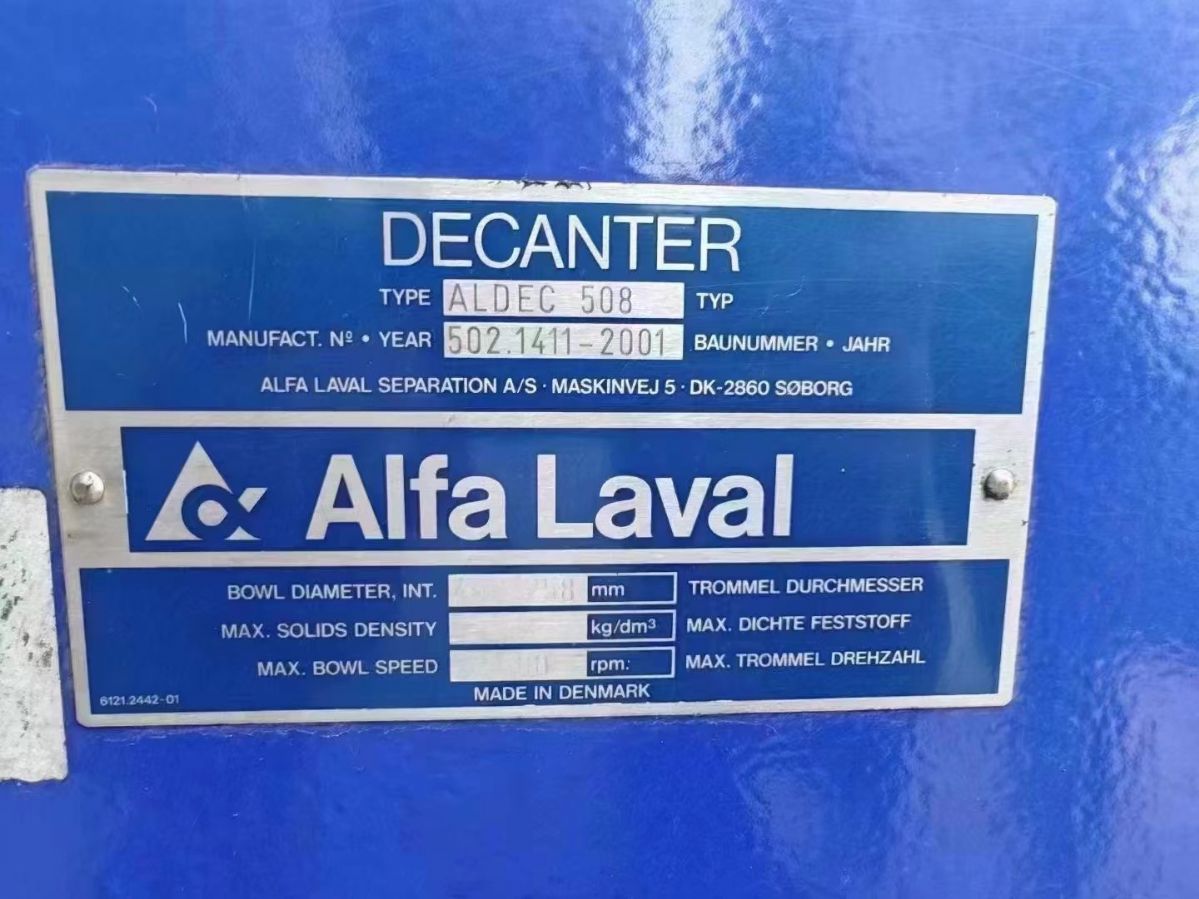 DECANTER
TYPE ALDEC 508 TYP
MANUFACT. Nº • YEAR 502.1411-2001 BAUNUMMER • JAHR
ALFA LAVAL SEPARATION A/S · MASKINVEJ 5 · DK-2860 SØBORG
Alfa Laval
BOWL DIAMETER, INT. mm TROMMEL DURCHMESSER
MAX. SOLIDS DENSITY kg/dm³ MAX. DICHTE FESTSTOFF
MAX. BOWL SPEED rpm: MAX. TROMMEL DREHZAHL
6121.2442-01 MADE IN DENMARK